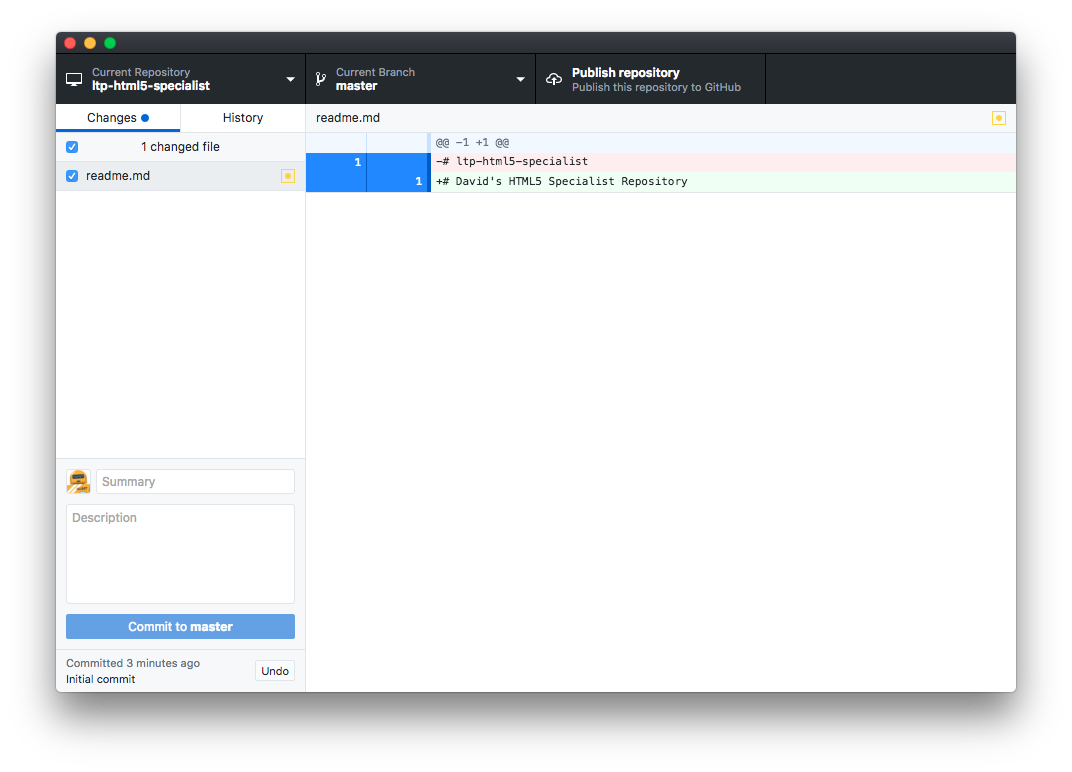 Current Repository
ltp-html5-specialist
Current Branch
master
Publish repository
Publish this repository to GitHub
Changes
History
readme.md
1 changed file
readme.md
@@ -1 +1 @@
1 -# ltp-html5-specialist
1 +# David's HTML5 Specialist Repository
Summary
Description
Commit to master
Committed 3 minutes ago
Initial commit
Undo